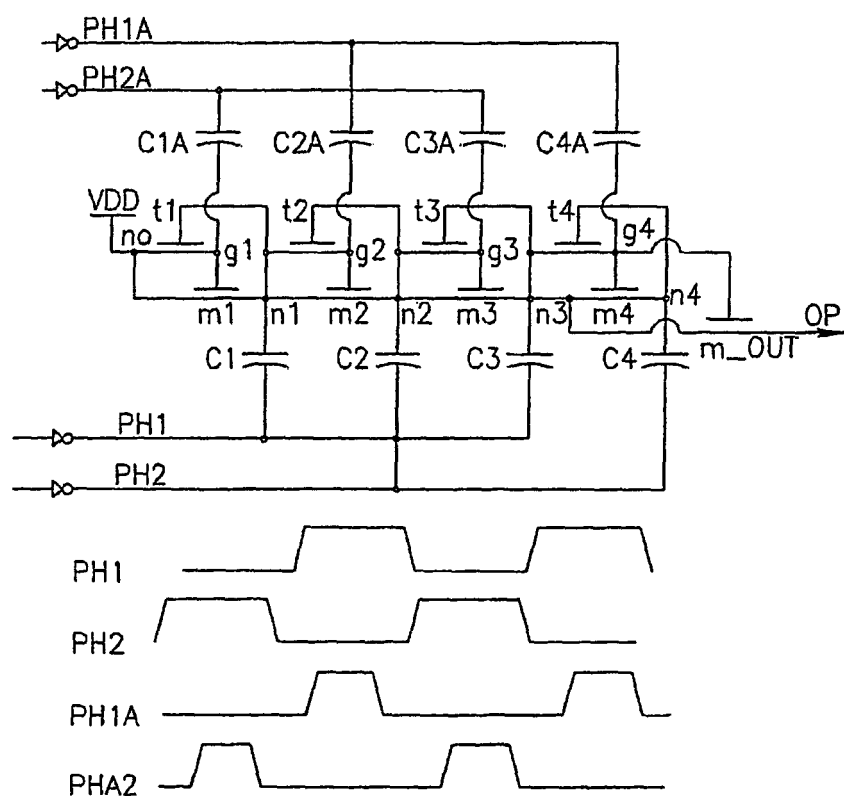 PH1A
PH2A
C1A C2A C3A C4A
VDD t1 t2 t3 t4
no g1 g2 g3 g4
m1 n1 m2 n2 m3 n3 m4 n4 OP
m_OUT
C1 C2 C3 C4
PH1
PH2
PH1
PH2
PH1A
PHA2